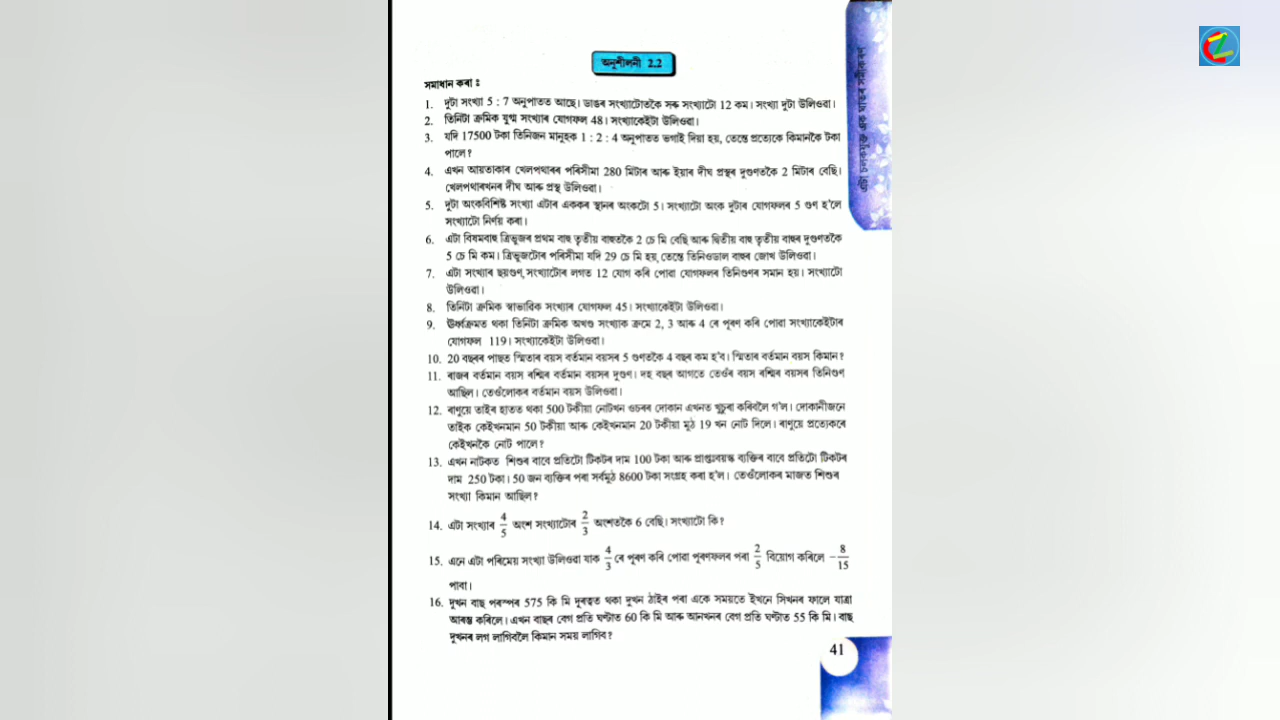 অনুশীলনী 2.2
সমাধান কৰা :
1. দুটা সংখ্যা 5 : 7 অনুপাতত আছে। ডাঙৰ সংখ্যাটোতকৈ সৰু সংখ্যাটো 12 কম। সংখ্যা দুটা উলিওৱা।
2. তিনিটা ক্ৰমিক যুগ্ম সংখ্যাৰ যোগফল 48। সংখ্যাকেইটা উলিওৱা।
3. যদি 17500 টকা তিনিজন মানুহক 1 : 2 : 4 অনুপাতত ভগাই দিয়া হয়, তেন্তে প্ৰত্যেকে কিমানকৈ টকা
পালে?
4. এখন আয়তাকাৰ খেলপথাৰৰ পৰিসীমা 280 মিটাৰ আৰু ইয়াৰ দীঘ প্ৰস্থৰ দুগুণতকৈ 2 মিটাৰ বেছি।
খেলপথাৰখনৰ দীঘ আৰু প্ৰস্থ উলিওৱা।
5. দুটা অংকবিশিষ্ট সংখ্যা এটাৰ এককৰ স্থানৰ অংকটো 5। সংখ্যাটো অংক দুটাৰ যোগফলৰ 5 গুণ হ'লে
সংখ্যাটো নিৰ্ণয় কৰা।
6. এটা বিষমবাহু ত্ৰিভুজৰ প্ৰথম বাহু তৃতীয় বাহুতকৈ 2 চে মি বেছি আৰু দ্বিতীয় বাহু তৃতীয় বাহুৰ দুগুণতকৈ
5 চে মি কম। ত্ৰিভুজটোৰ পৰিসীমা যদি 29 চে মি হয়, তেন্তে তিনিওডাল বাহুৰ জোখ উলিওৱা।
7. এটা সংখ্যাৰ ছয়গুণ, সংখ্যাটোৰ লগত 12 যোগ কৰি পোৱা যোগফলৰ তিনিগুণৰ সমান হয়। সংখ্যাটো
উলিওৱা।
8. তিনিটা ক্ৰমিক স্বাভাৱিক সংখ্যাৰ যোগফল 45। সংখ্যাকেইটা উলিওৱা।
9. ঊৰ্ধ্বক্ৰমত থকা তিনিটা ক্ৰমিক অখণ্ড সংখ্যাক ক্ৰমে 2, 3 আৰু 4 ৰে পূৰণ কৰি পোৱা সংখ্যাকেইটাৰ
যোগফল 119। সংখ্যাকেইটা উলিওৱা।
10. 20 বছৰৰ পাছত স্মিতাৰ বয়স বৰ্তমান বয়সৰ 5 গুণতকৈ 4 বছৰ কম হ'ব। স্মিতাৰ বৰ্তমান বয়স কিমান?
11. ৰাজৰ বৰ্তমান বয়স ৰশ্মিৰ বৰ্তমান বয়সৰ দুগুণ। দহ বছৰ আগতে তেওঁৰ বয়স ৰশ্মিৰ বয়সৰ তিনিগুণ
আছিল। তেওঁলোকৰ বৰ্তমান বয়স উলিওৱা।
12. ৰাণুয়ে তাইৰ হাতত থকা 500 টকীয়া নোটখন ওচৰৰ দোকান এখনত খুচুৰা কৰিবলৈ গ'ল। দোকানীজনে
তাইক কেইখনমান 50 টকীয়া আৰু কেইখনমান 20 টকীয়া মুঠ 19 খন নোট দিলে। ৰাণুয়ে প্ৰত্যেকৰে
কেইখনকৈ নোট পালে?
13. এখন নাটকত শিশুৰ বাবে প্ৰতিটো টিকটৰ দাম 100 টকা আৰু প্ৰাপ্তবয়স্ক ব্যক্তিৰ বাবে প্ৰতিটো টিকটৰ
দাম 250 টকা। 50 জন ব্যক্তিৰ পৰা সৰ্বমুঠ 8600 টকা সংগ্ৰহ কৰা হ'ল। তেওঁলোকৰ মাজত শিশুৰ
সংখ্যা কিমান আছিল?
14. এটা সংখ্যাৰ 4/5 অংশ সংখ্যাটোৰ 2/3 অংশতকৈ 6 বেছি। সংখ্যাটো কি?
15. এনে এটা পৰিমেয় সংখ্যা উলিওৱা যাক 4/3 ৰে পূৰণ কৰি পোৱা পূৰণফলৰ পৰা 2/5 বিয়োগ কৰিলে -8/15
পাবা।
16. দুখন বাছ পৰস্পৰ 575 কি মি দূৰত্বত থকা দুখন ঠাইৰ পৰা একে সময়তে ইখনে সিখনৰ ফালে যাত্ৰা
আৰম্ভ কৰিলে। এখন বাছৰ বেগ প্ৰতি ঘণ্টাত 60 কি মি আৰু আনখনৰ বেগ প্ৰতি ঘণ্টাত 55 কি মি। বাছ
দুখনৰ লগ লাগিবলৈ কিমান সময় লাগিব?
41
এটা চলকযুক্ত এক ঘাতৰ সমীকৰণ